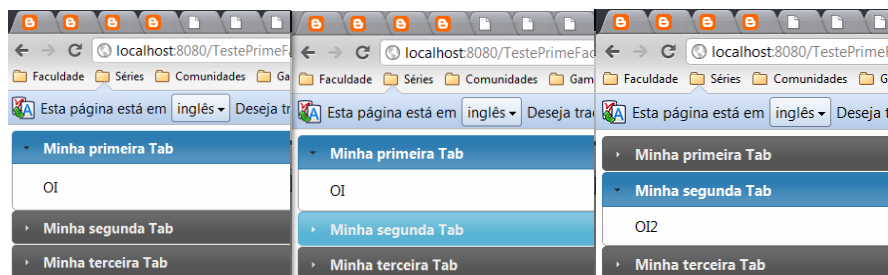 localhost:8080/TestePrimeFa
Faculdade Séries Comunidades Ga
Esta página está em inglês Deseja tr
Minha primeira Tab
OI
Minha segunda Tab
Minha terceira Tab
localhost:8080/TestePrimeFac
Faculdade Séries Comunidades Gam
Esta página está em inglês Deseja tra
Minha primeira Tab
OI
Minha segunda Tab
Minha terceira Tab
localhost:8080/TestePrimeF
Faculdade Séries Comunidades G
Esta página está em inglês Deseja t
Minha primeira Tab
Minha segunda Tab
OI2
Minha terceira Tab